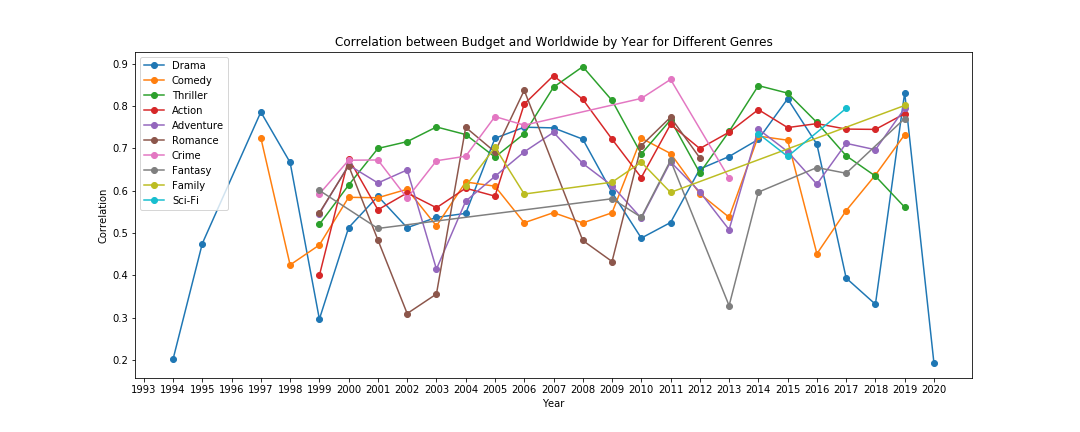 Correlation between Budget and Worldwide by Year for Different Genres
Drama
Comedy
Thriller
Action
Adventure
Romance
Crime
Fantasy
Family
Sci-Fi
Correlation
0.9
0.8
0.7
0.6
0.5
0.4
0.3
0.2
1993 1994 1995 1996 1997 1998 1999 2000 2001 2002 2003 2004 2005 2006 2007 2008 2009 2010 2011 2012 2013 2014 2015 2016 2017 2018 2019 2020
Year